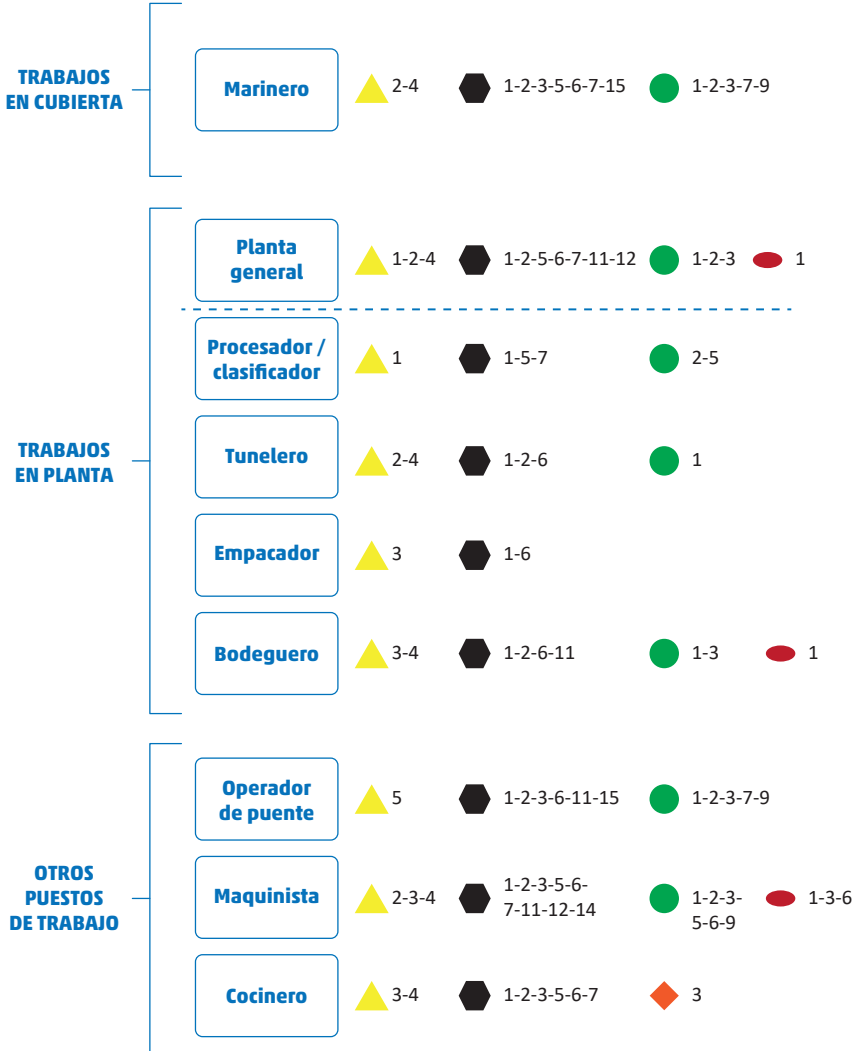 TRABAJOS
EN CUBIERTA
Marinero
2-4
1-2-3-5-6-7-15
1-2-3-7-9
TRABAJOS
EN PLANTA
Planta
general
1-2-4
1-2-5-6-7-11-12
1-2-3
1
Procesador /
clasificador
1
1-5-7
2-5
Tunelero
2-4
1-2-6
1
Empacador
3
1-6
Bodeguero
3-4
1-2-6-11
1-3
1
OTROS
PUESTOS
DE TRABAJO
Operador
de puente
5
1-2-3-6-11-15
1-2-3-7-9
Maquinista
2-3-4
1-2-3-5-6-
7-11-12-14
1-2-3-
5-6-9
1-3-6
Cocinero
3-4
1-2-3-5-6-7
3